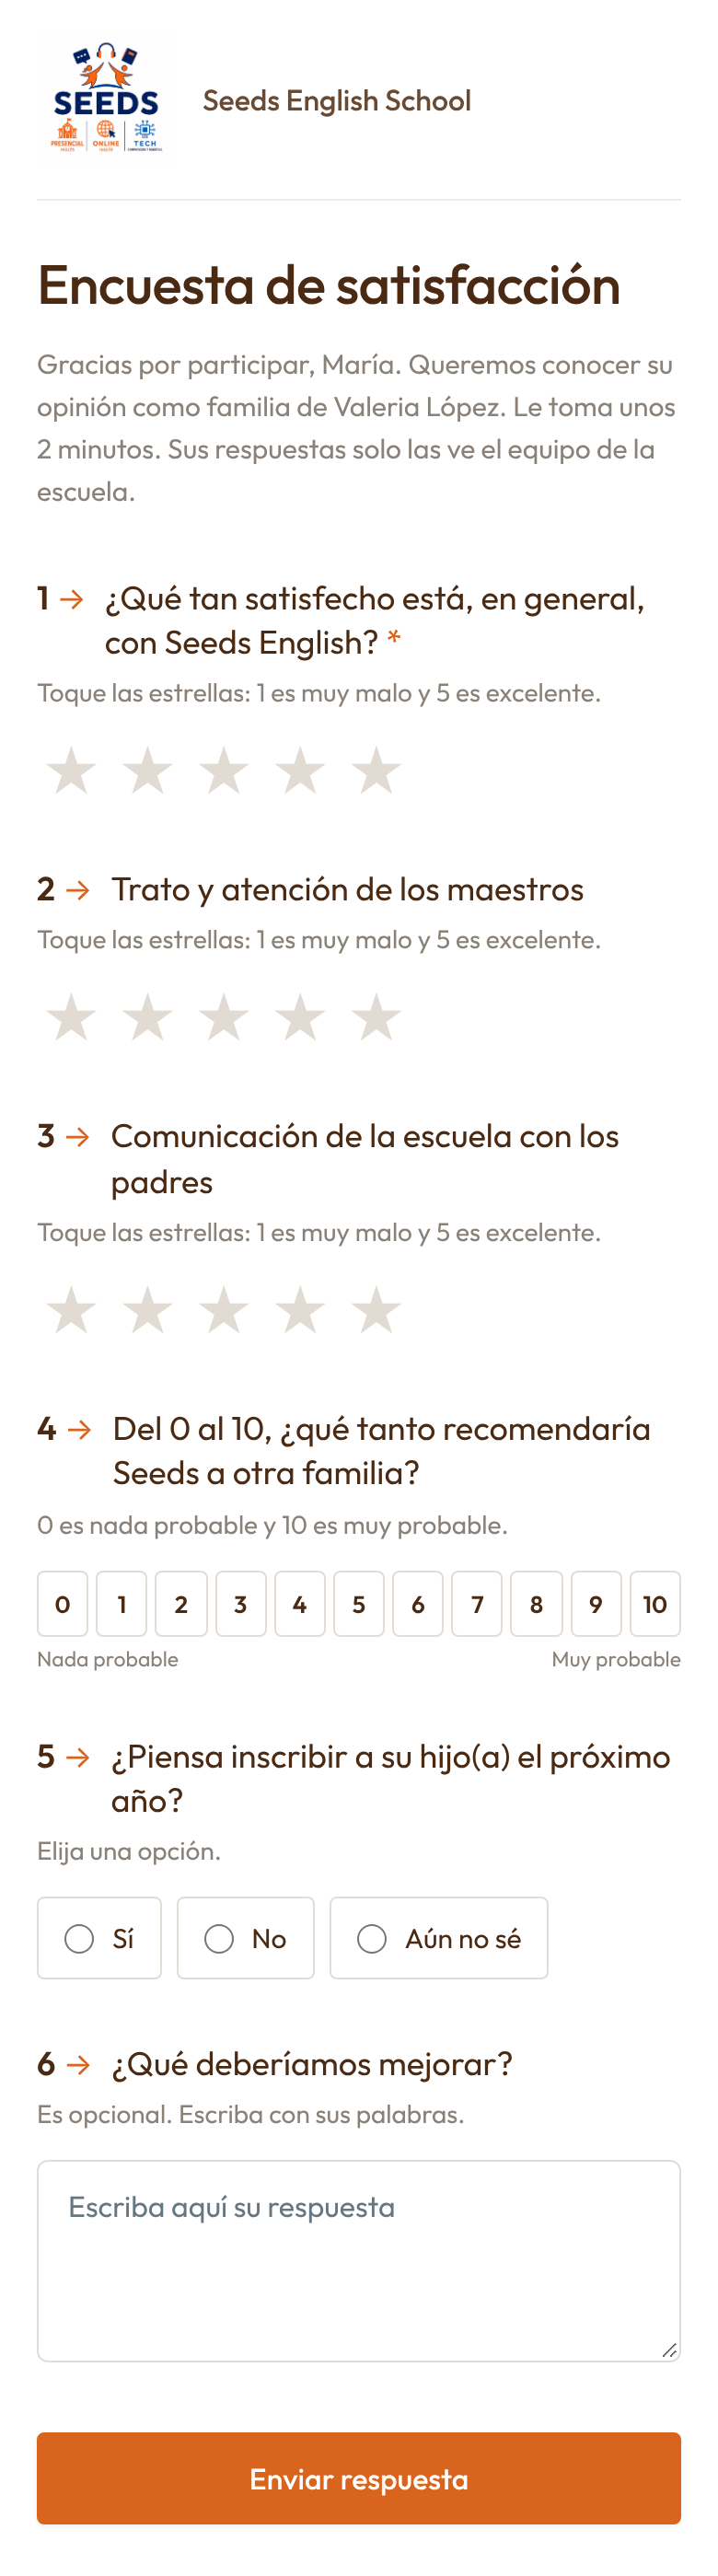 SEEDS
PRESENCIAL
INGLÉS
ONLINE
INGLÉS
TECH
COMPUTACIÓN Y ROBÓTICA
Seeds English School
Encuesta de satisfacción
Gracias por participar, María. Queremos conocer su
opinión como familia de Valeria López. Le toma unos
2 minutos. Sus respuestas solo las ve el equipo de la
escuela.
1 → ¿Qué tan satisfecho está, en general,
con Seeds English? *
Toque las estrellas: 1 es muy malo y 5 es excelente.
2 → Trato y atención de los maestros
Toque las estrellas: 1 es muy malo y 5 es excelente.
3 → Comunicación de la escuela con los
padres
Toque las estrellas: 1 es muy malo y 5 es excelente.
4 → Del 0 al 10, ¿qué tanto recomendaría
Seeds a otra familia?
0 es nada probable y 10 es muy probable.
0 1 2 3 4 5 6 7 8 9 10
Nada probable Muy probable
5 → ¿Piensa inscribir a su hijo(a) el próximo
año?
Elija una opción.
Sí No Aún no sé
6 → ¿Qué deberíamos mejorar?
Es opcional. Escriba con sus palabras.
Escriba aquí su respuesta
Enviar respuesta